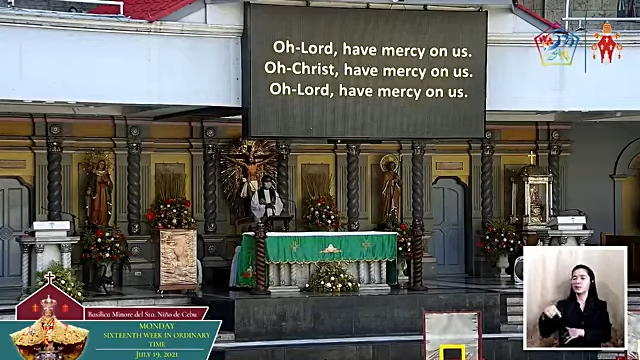 Oh-Lord, have mercy on us.
Oh-Christ, have mercy on us.
Oh-Lord, have mercy on us.
Basilica Minore del Sto. Niño de Cebu
MONDAY
SIXTEENTH WEEK IN ORDINARY
TIME
JULY 19, 2021